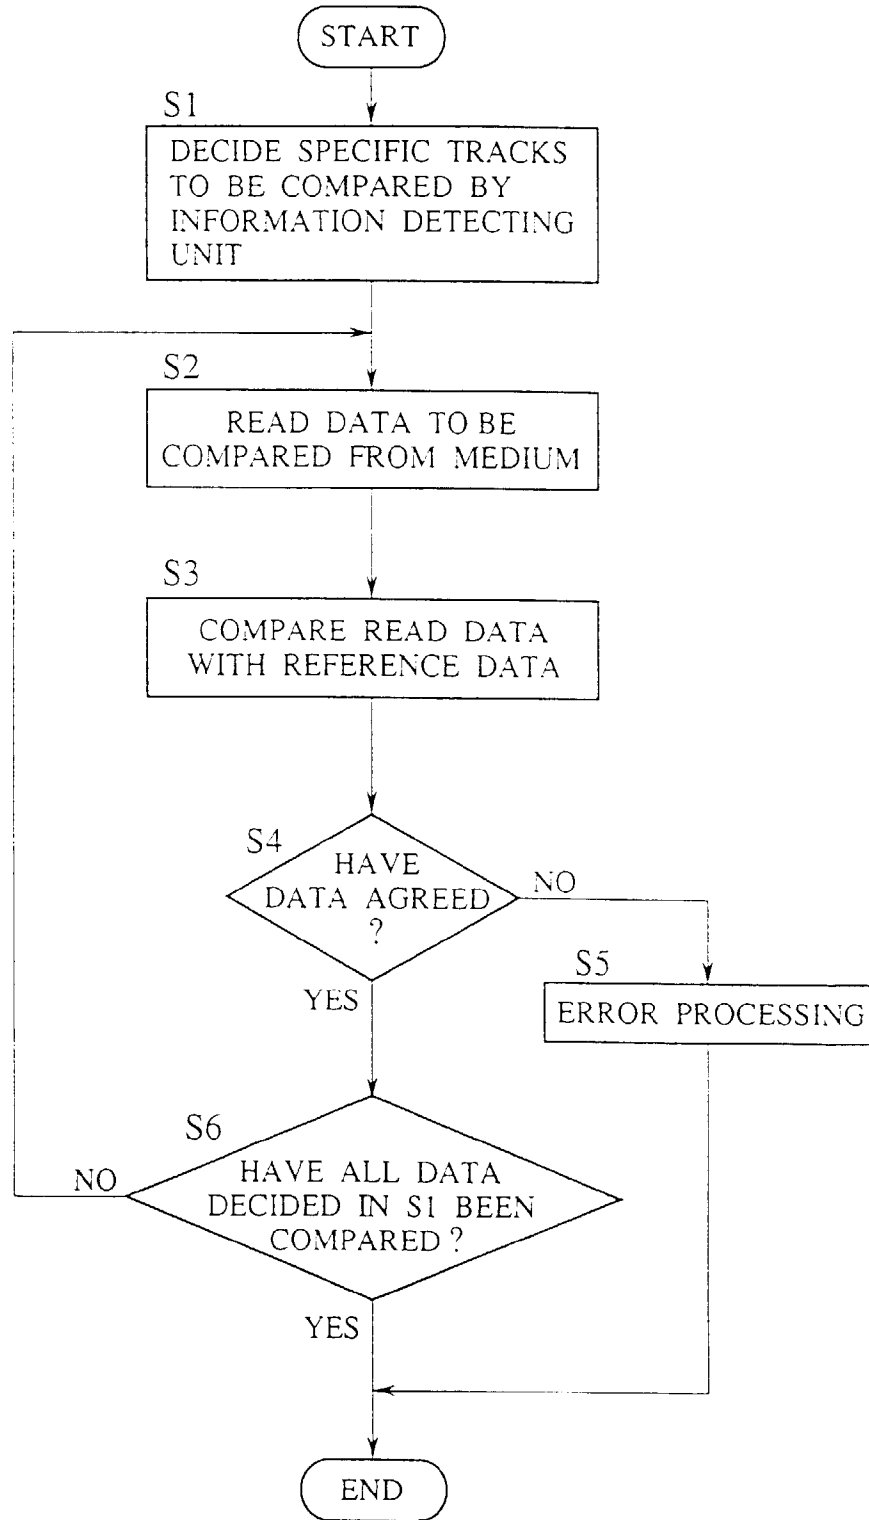 START
S1
DECIDE SPECIFIC TRACKS
TO BE COMPARED BY
INFORMATION DETECTING
UNIT
S2
READ DATA TO BE
COMPARED FROM MEDIUM
S3
COMPARE READ DATA
WITH REFERENCE DATA
S4
HAVE
DATA AGREED
?
NO
YES
S5
ERROR PROCESSING
S6
NO
HAVE ALL DATA
DECIDED IN S1 BEEN
COMPARED ?
YES
END